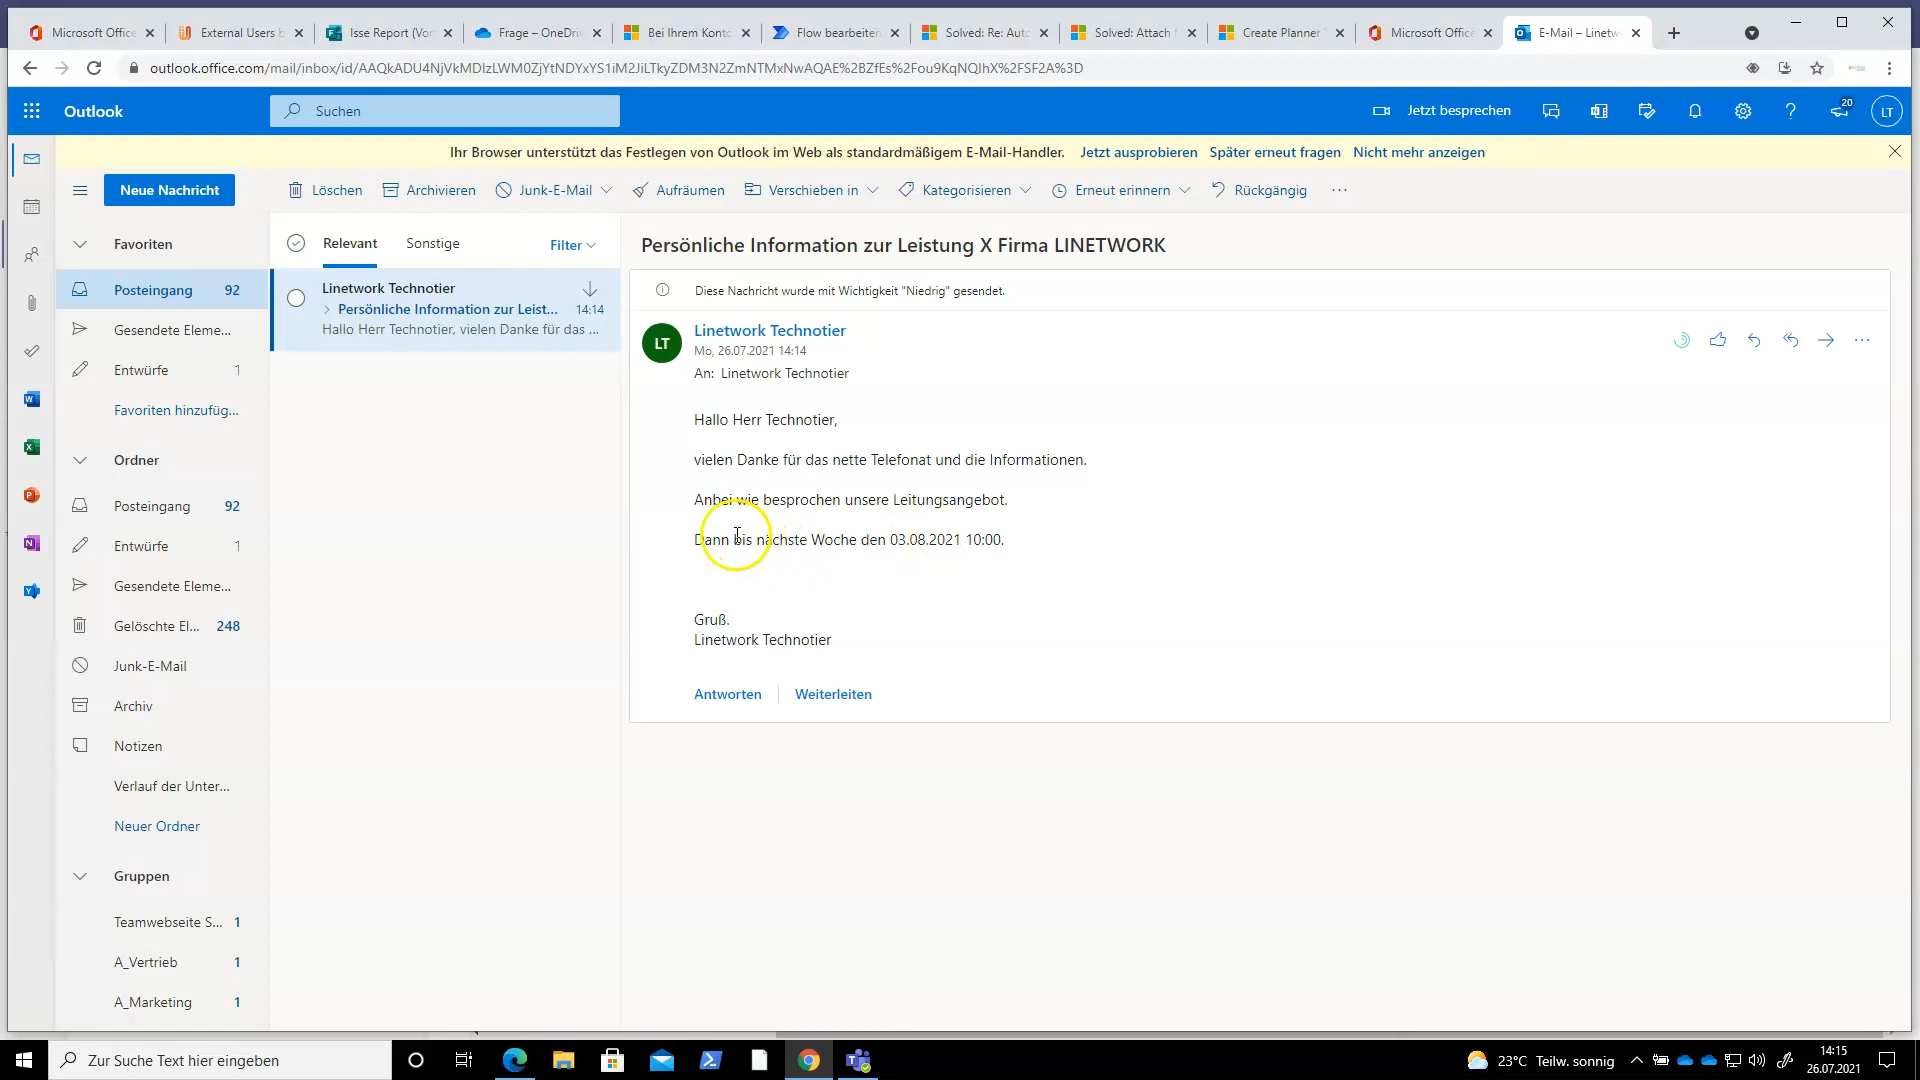 Microsoft Office
External Users b
Isse Report (Vor
Frage – OneDri
Bei Ihrem Kont
Flow bearbeiten
Solved: Re: Aut
Solved: Attach
Create Planner
Microsoft Office
E-Mail – Linetw
outlook.office.com/mail/inbox/id/AAQkADU4NjVkMDIzLWM0ZjYtNDYxYS1iM2JiLTkyZDM3N2ZmNTMxNwAQAE%2BZfEs%2Fou9KqNQIhX%2FSF2A%3D
Outlook
Suchen
Jetzt besprechen
20
LT
Ihr Browser unterstützt das Festlegen von Outlook im Web als standardmäßigem E-Mail-Handler. Jetzt ausprobieren Später erneut fragen Nicht mehr anzeigen
Neue Nachricht
Löschen Archivieren Junk-E-Mail Aufräumen Verschieben in Kategorisieren Erneut erinnern Rückgängig
Favoriten
Posteingang 92
Gesendete Eleme...
Entwürfe 1
Favoriten hinzufüg...
Ordner
Posteingang 92
Entwürfe 1
Gesendete Eleme...
Gelöschte El... 248
Junk-E-Mail
Archiv
Notizen
Verlauf der Unter...
Neuer Ordner
Gruppen
Teamwebseite S... 1
A_Vertrieb 1
A_Marketing 1
Relevant Sonstige Filter
Linetwork Technotier
Persönliche Information zur Leist... 14:14
Hallo Herr Technotier, vielen Danke für das ...
Persönliche Information zur Leistung X Firma LINETWORK
Diese Nachricht wurde mit Wichtigkeit "Niedrig" gesendet.
LT
Linetwork Technotier
Mo, 26.07.2021 14:14
An: Linetwork Technotier
Hallo Herr Technotier,
vielen Danke für das nette Telefonat und die Informationen.
Anbei wie besprochen unsere Leitungsangebot.
Dann bis nächste Woche den 03.08.2021 10:00.
Gruß.
Linetwork Technotier
Antworten Weiterleiten
Zur Suche Text hier eingeben
23°C Teilw. sonnig
14:15
26.07.2021